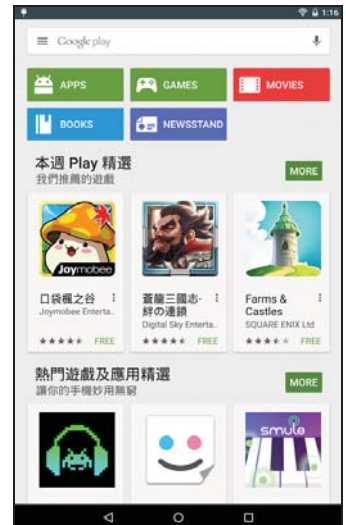 1:16
Google play
APPS
GAMES
MOVIES
BOOKS
NEWSSTAND
本週 Play 精選
我們推薦的遊戲
MORE
Joymobee
口袋楓之谷
Joymobee Enterta..
FREE
蒼龍三國志-
絆の連鎖
Digital Sky Enterta..
FREE
Farms &
Castles
SQUARE ENIX Ltd
FREE
熱門遊戲及應用精選
讓你的手機妙用無窮
MORE
smule